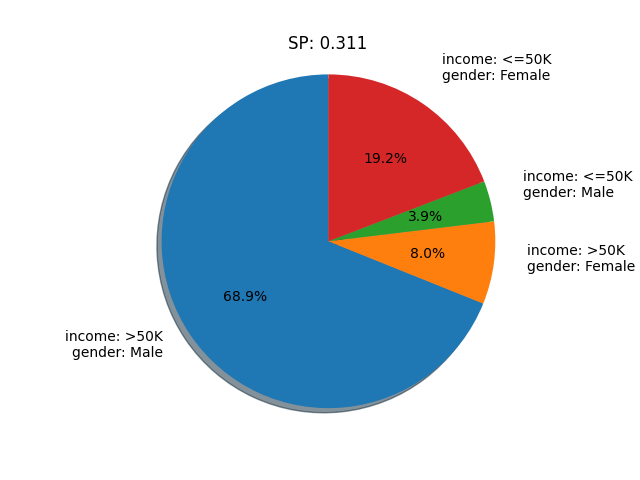 SP: 0.311
income: <=50K
gender: Female
19.2%
income: <=50K
gender: Male
3.9%
income: >50K
gender: Female
8.0%
68.9%
income: >50K
gender: Male